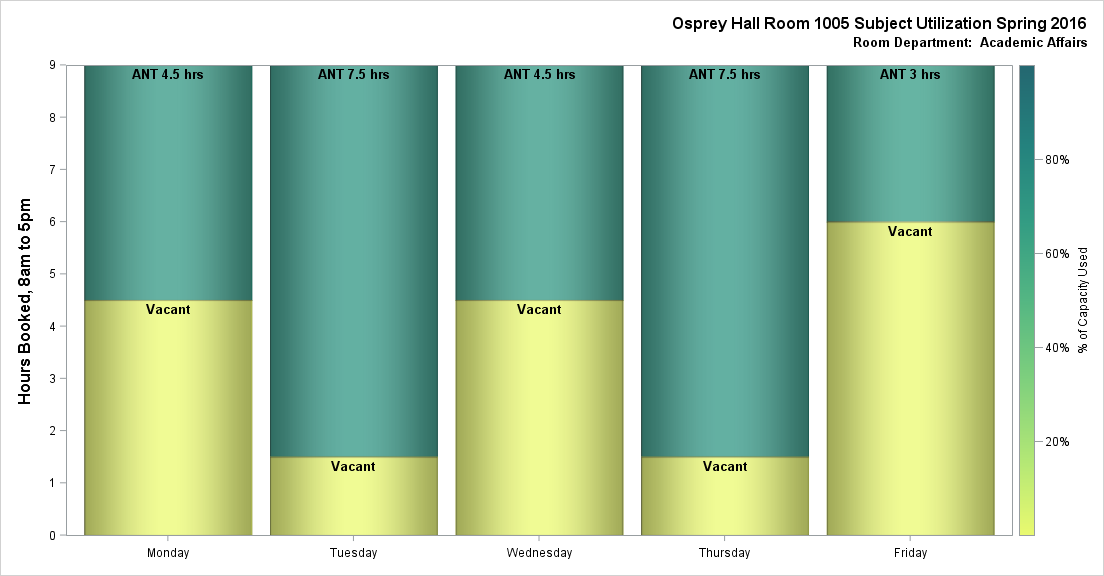 Osprey Hall Room 1005 Subject Utilization Spring 2016
Room Department:  Academic Affairs
Hours Booked, 8am to 5pm
9
8
7
6
5
4
3
2
1
0
ANT 4.5 hrs
ANT 7.5 hrs
ANT 4.5 hrs
ANT 7.5 hrs
ANT 3 hrs
Vacant
Vacant
Vacant
Vacant
Vacant
Monday
Tuesday
Wednesday
Thursday
Friday
80%
60%
40%
20%
% of Capacity Used